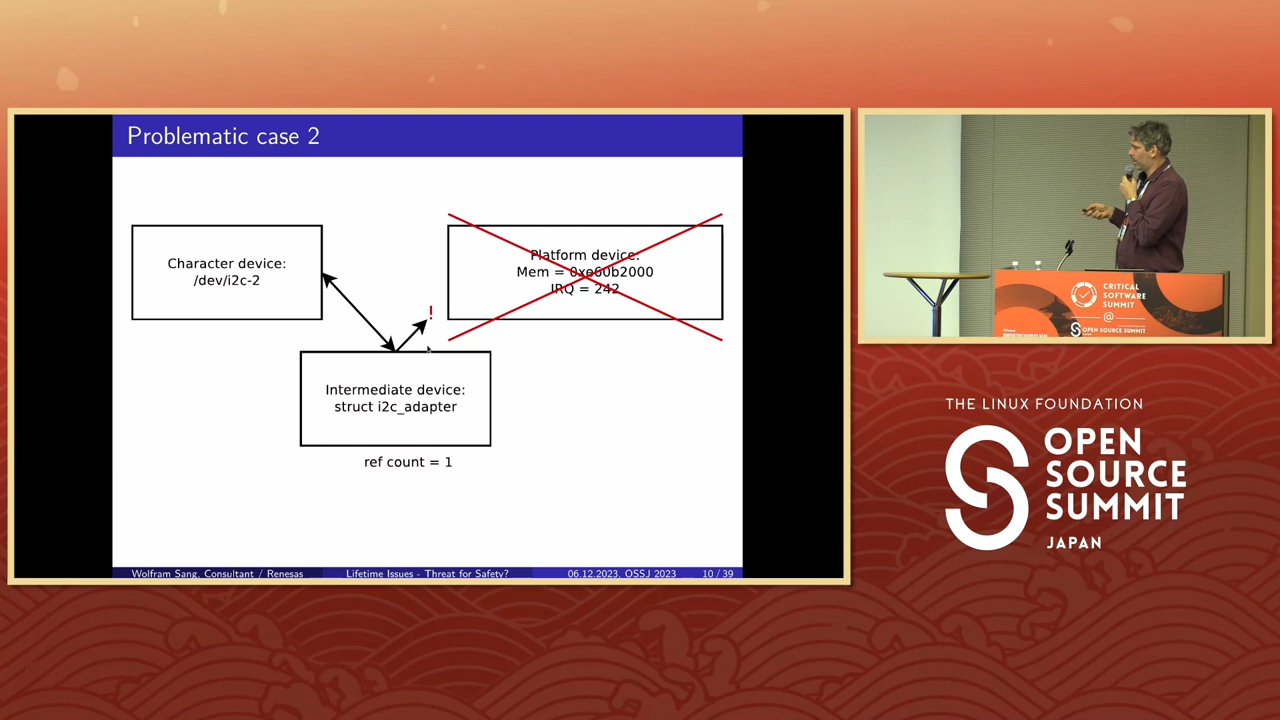 Problematic case 2
Character device:
/dev/i2c-2
Platform device:
Mem = 0xe60b2000
IRQ = 242
!
Intermediate device:
struct i2c_adapter
ref count = 1
Wolfram Sang, Consultant / Renesas
Lifetime Issues - Threat for Safety?
06.12.2023, OSSJ 2023
10 / 39
CRITICAL
SOFTWARE
SUMMIT
@
OPEN SOURCE SUMMIT
THE LINUX FOUNDATION
OPEN
SOURCE
SUMMIT
JAPAN